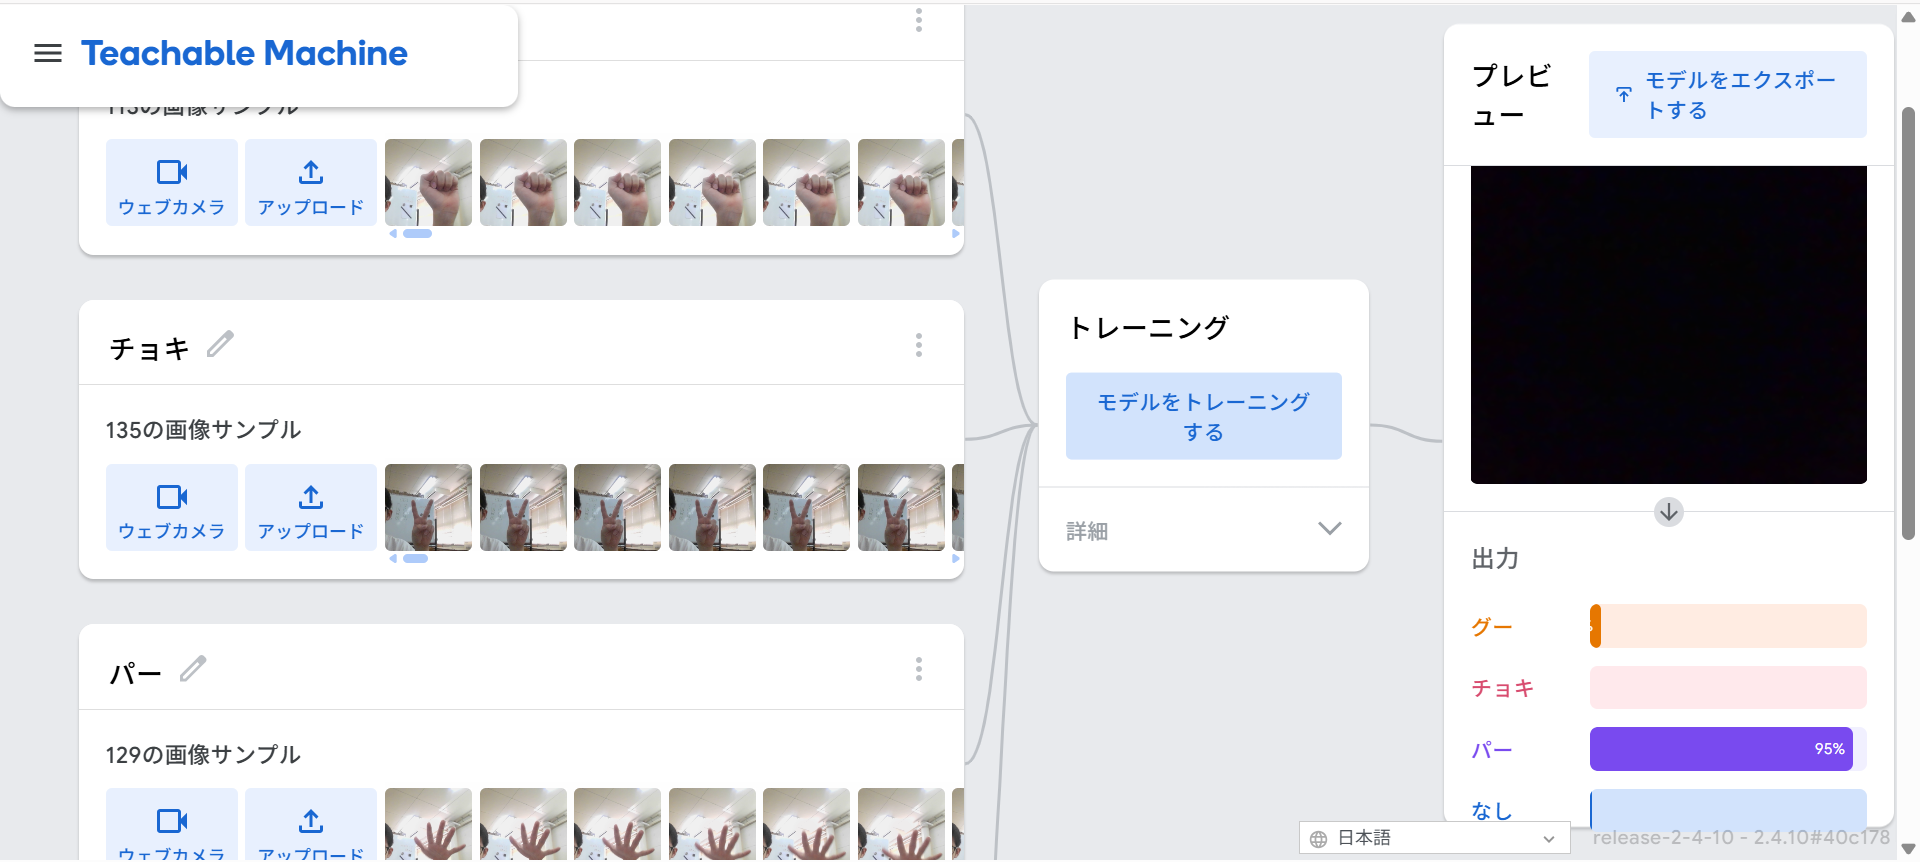 Teachable Machine
113の画像サンプル
ウェブカメラ
アップロード
チョキ
135の画像サンプル
ウェブカメラ
アップロード
パー
129の画像サンプル
ウェブカメラ
アップロード
トレーニング
モデルをトレーニング
する
詳細
プレビ
ュー
モデルをエクスポー
トする
出力
グー
チョキ
パー
95%
なし
日本語
release-2-4-10 - 2.4.10#40c178